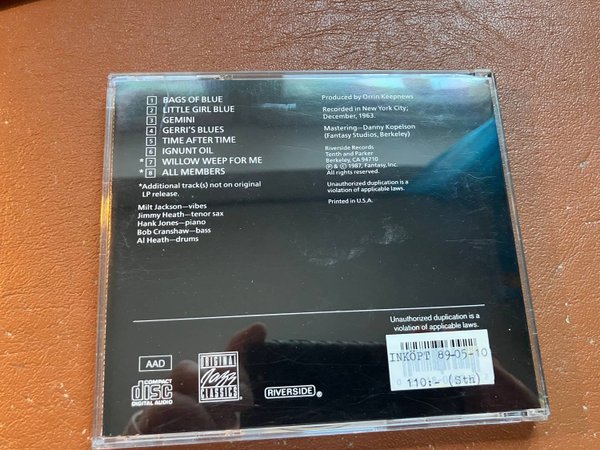 1 BAGS OF BLUE
2 LITTLE GIRL BLUE
3 GEMINI
4 GERRI'S BLUES
5 TIME AFTER TIME
6 IGNUNT OIL
*7 WILLOW WEEP FOR ME
*8 ALL MEMBERS
*Additional track(s) not on original
LP release.
Milt Jackson—vibes
Jimmy Heath—tenor sax
Hank Jones—piano
Bob Cranshaw—bass
Al Heath—drums
Produced by Orrin Keepnews
Recorded in New York City,
December, 1963.
Mastering—Danny Kopelson
(Fantasy Studios, Berkeley)
Riverside Records
Tenth and Parker
Berkeley, CA 94710
℗ & © 1987, Fantasy, Inc.
All rights reserved.
Unauthorized duplication is a
violation of applicable laws.
Printed in U.S.A.
Unauthorized duplication is a
violation of applicable laws.
INKÖPT 89-05-10
110:- (Sth)
AAD
COMPACT
disc
DIGITAL AUDIO
ORIGINAL
Jazz
CLASSICS
RIVERSIDE ®